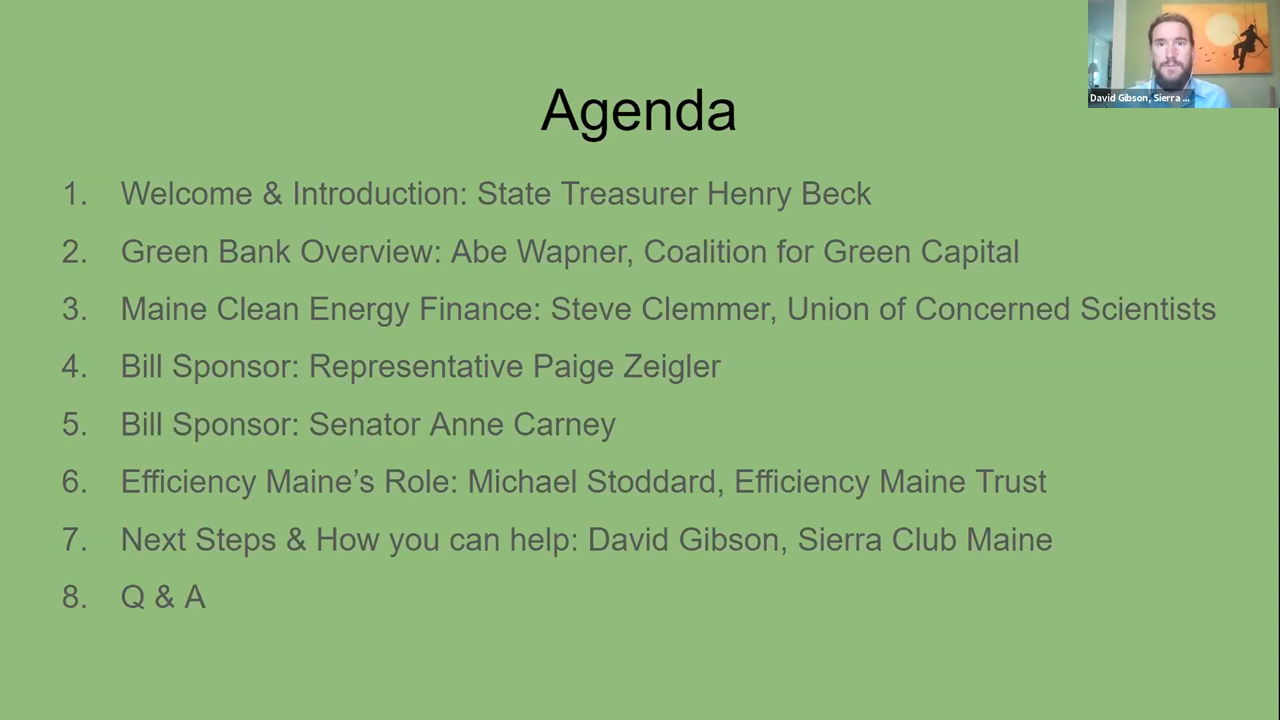 David Gibson, Sierra ...
Agenda
1. Welcome & Introduction: State Treasurer Henry Beck
2. Green Bank Overview: Abe Wapner, Coalition for Green Capital
3. Maine Clean Energy Finance: Steve Clemmer, Union of Concerned Scientists
4. Bill Sponsor: Representative Paige Zeigler
5. Bill Sponsor: Senator Anne Carney
6. Efficiency Maine’s Role: Michael Stoddard, Efficiency Maine Trust
7. Next Steps & How you can help: David Gibson, Sierra Club Maine
8. Q & A